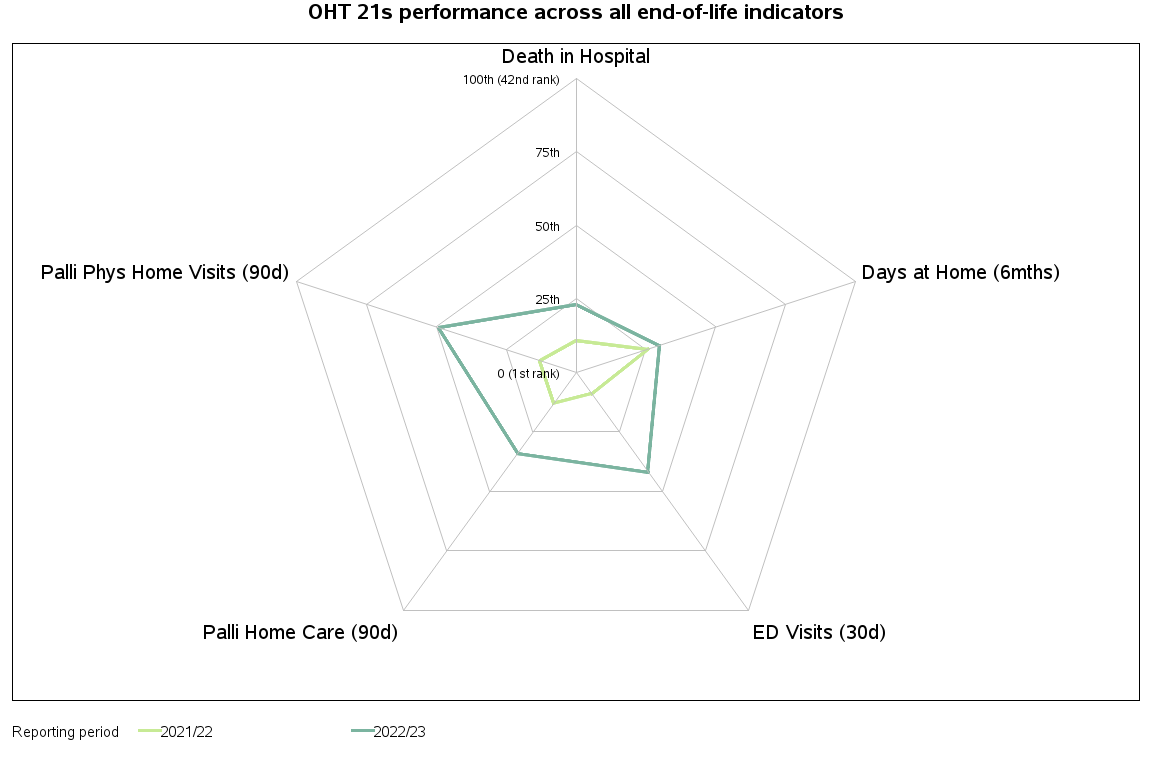 OHT 21s performance across all end-of-life indicators
Death in Hospital
100th (42nd rank)
75th
50th
25th
0 (1st rank)
Palli Phys Home Visits (90d)
Days at Home (6mths)
Palli Home Care (90d)
ED Visits (30d)
Reporting period 2021/22 2022/23